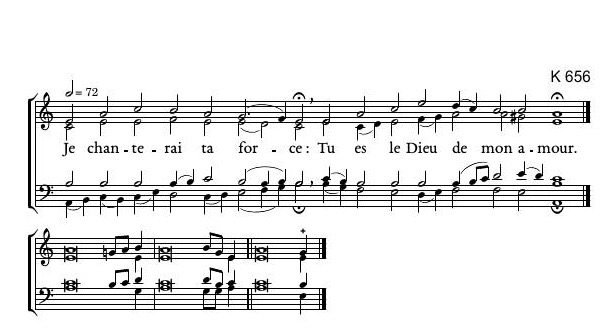 K 656
= 72
Je chan - te - rai ta for - ce : Tu es le Dieu de mon a - mour.